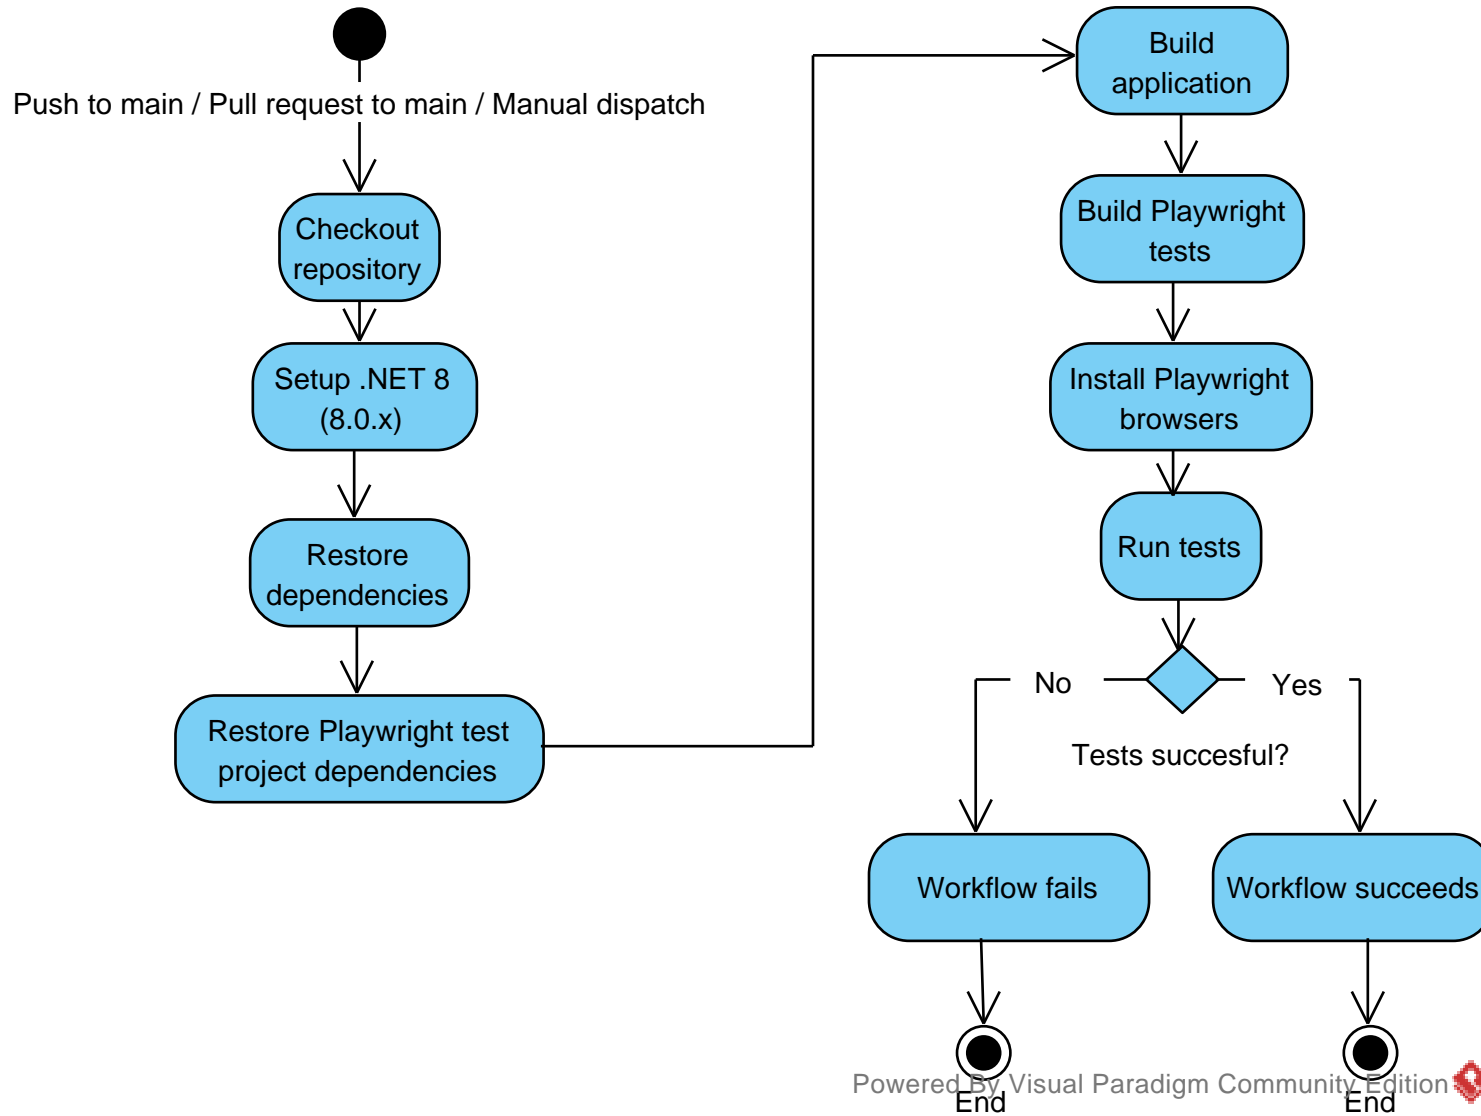 Push to main / Pull request to main / Manual dispatch
Checkout
repository
Setup .NET 8
(8.0.x)
Restore
dependencies
Restore Playwright test
project dependencies
Build
application
Build Playwright
tests
Install Playwright
browsers
Run tests
No
Yes
Tests succesful?
Workflow fails
Workflow succeeds
Powered By Visual Paradigm Community Edition
End
End